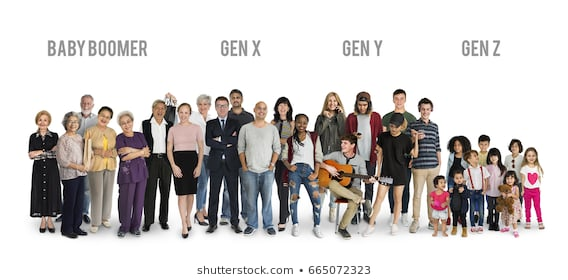 BABY BOOMER GEN X GEN Y GEN Z
shutterstock.com • 665072323